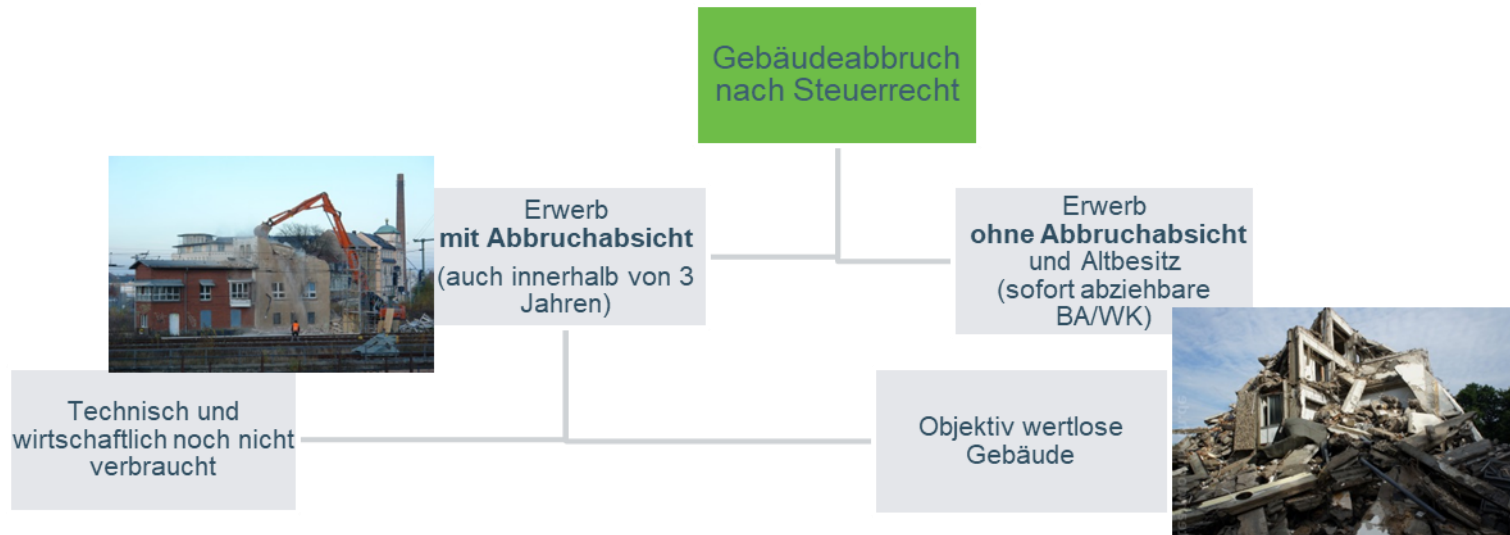 Gebäudeabbruch
nach Steuerrecht
Erwerb
mit Abbruchabsicht
(auch innerhalb von 3
Jahren)
Erwerb
ohne Abbruchabsicht
und Altbesitz
(sofort abziehbare
BA/WK)
Technisch und
wirtschaftlich noch nicht
verbraucht
Objektiv wertlose
Gebäude